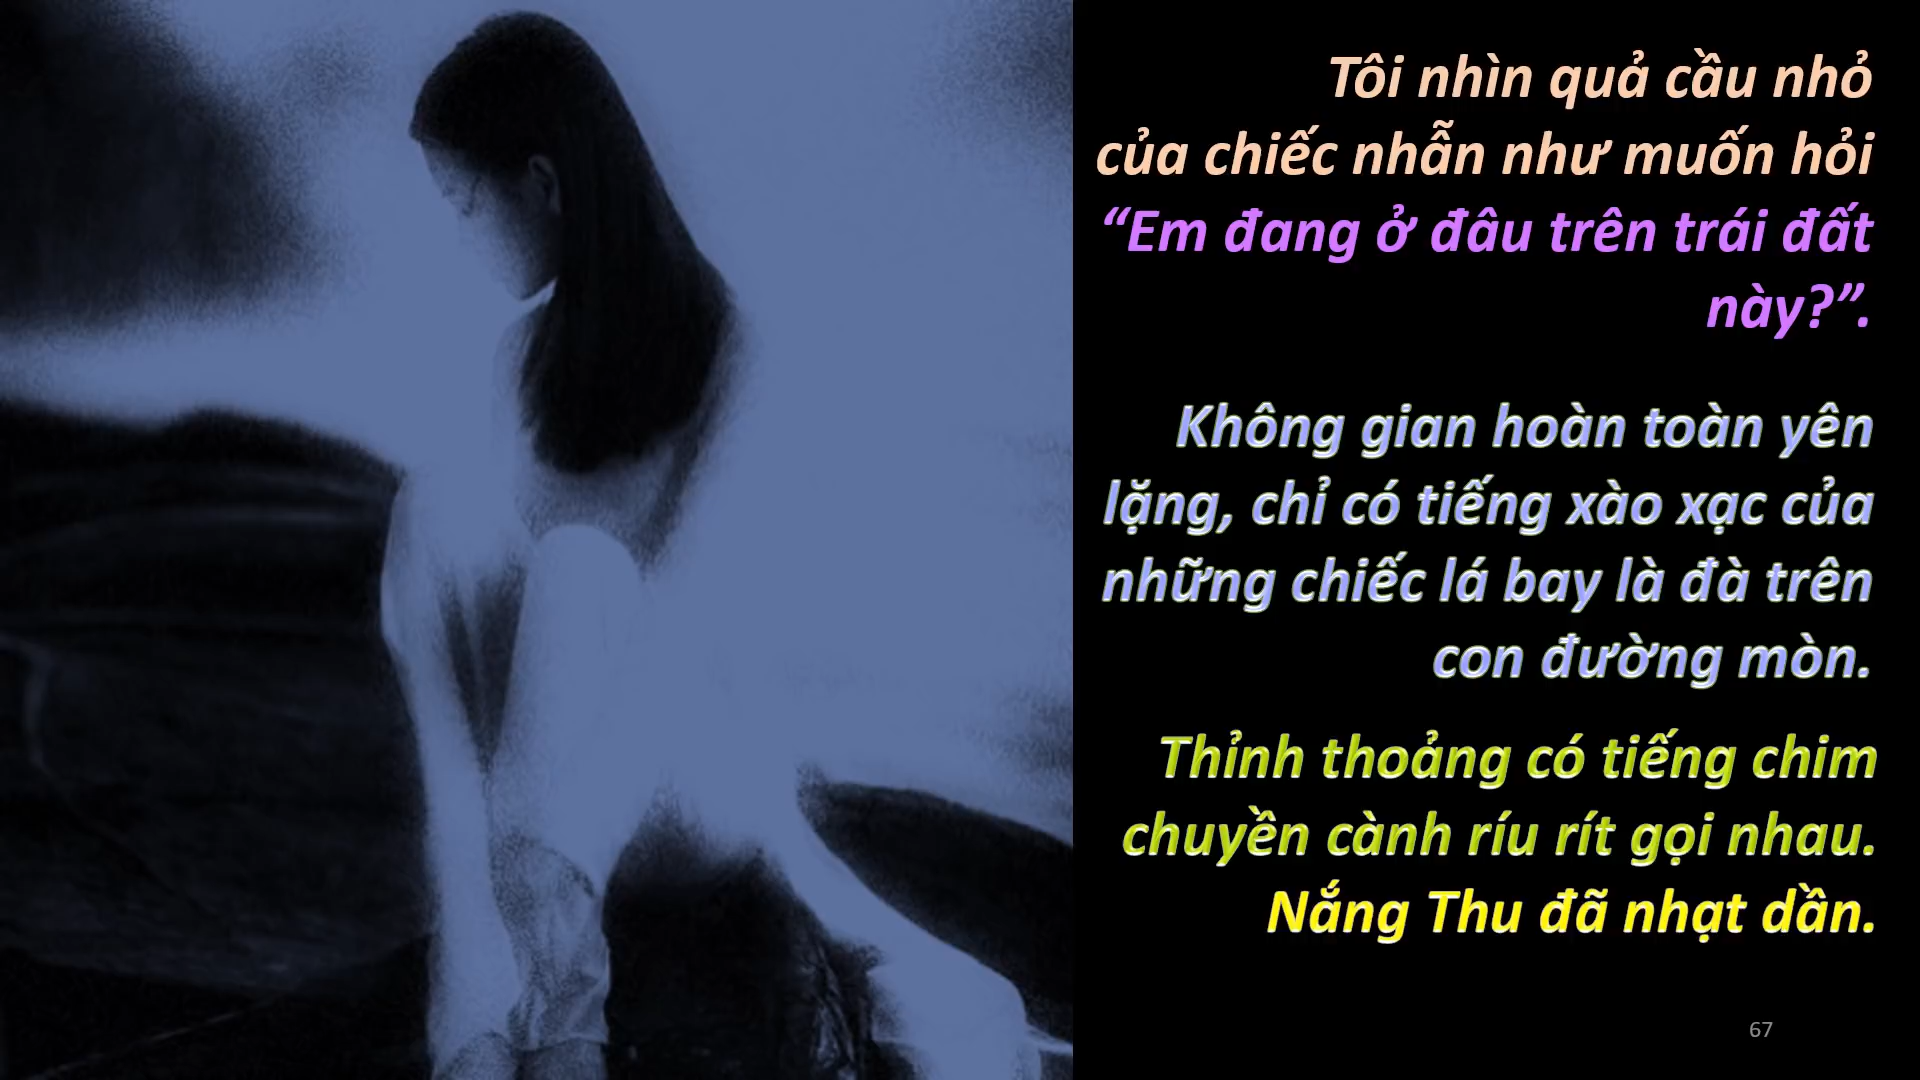 Tôi nhìn quả cầu nhỏ
của chiếc nhẫn như muốn hỏi
“Em đang ở đâu trên trái đất
này?”.
Không gian hoàn toàn yên
lặng, chỉ có tiếng xào xạc của
những chiếc lá bay là đà trên
con đường mòn.
Thỉnh thoảng có tiếng chim
chuyền cành ríu rít gọi nhau.
Nắng Thu đã nhạt dần.
67